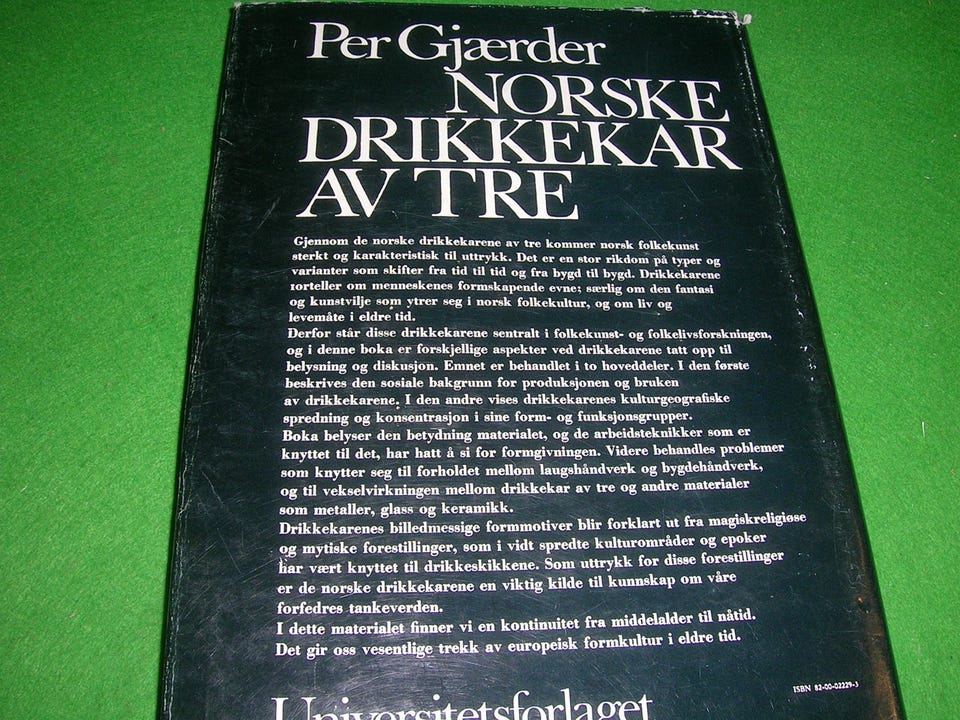 Per Gjærder
NORSKE
DRIKKEKAR
AV TRE
Gjennom de norske drikkekarene av tre kommer norsk folkekunst
sterkt og karakteristisk til uttrykk. Det er en stor rikdom på typer og
varianter som skifter fra tid til tid og fra bygd til bygd. Drikkekarene
forteller om menneskenes formskapende evne; særlig om den fantasi
og kunstvilje som ytrer seg i norsk folkekultur, og om liv og
levemåte i eldre tid.
Derfor står disse drikkekarene sentralt i folkekunst- og folkelivsforskningen,
og i denne boka er forskjellige aspekter ved drikkekarene tatt opp til
belysning og diskusjon. Emnet er behandlet i to hoveddeler. I den første
beskrives den sosiale bakgrunn for produksjonen og bruken
av drikkekarene. I den andre vises drikkekarenes kulturgeografiske
spredning og konsentrasjon i sine form- og funksjonsgrupper.
Boka belyser den betydning materialet, og de arbeidsteknikker som er
knyttet til det, har hatt å si for formgivningen. Videre behandles problemer
som knytter seg til forholdet mellom laugshåndverk og bygdehåndverk,
og til vekselvirkningen mellom drikkekar av tre og andre materialer
som metaller, glass og keramikk.
Drikkekarenes billedmessige formmotiver blir forklart ut fra magiskreligiøse
og mytiske forestillinger, som i vidt spredte kulturområder og epoker
har vært knyttet til drikkeskikkene. Som uttrykk for disse forestillinger
er de norske drikkekarene en viktig kilde til kunnskap om våre
forfedres tankeverden.
I dette materialet finner vi en kontinuitet fra middelalder til nåtid.
Det gir oss vesentlige trekk av europeisk formkultur i eldre tid.
ISBN 82-00-02229-3
Universitetsforlaget